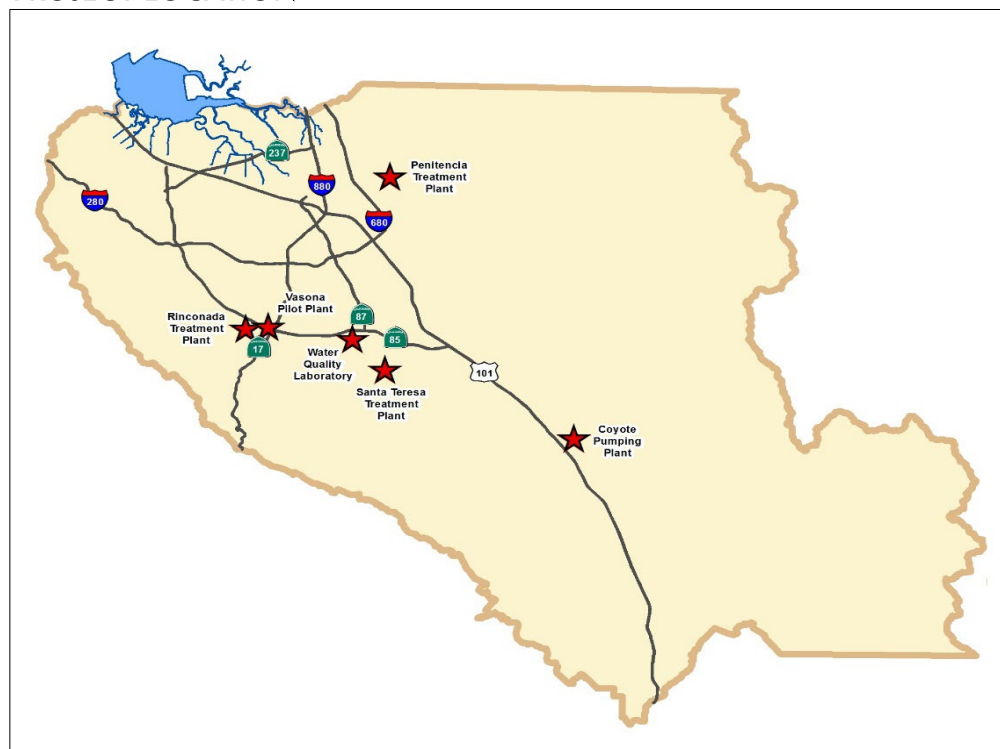 237
Penitencia
Treatment
Plant
880
280
680
Vasona
Pilot Plant
Rinconada
Treatment
Plant
87
17
85
Water
Quality
Laboratory
101
Santa Teresa
Treatment
Plant
Coyote
Pumping
Plant